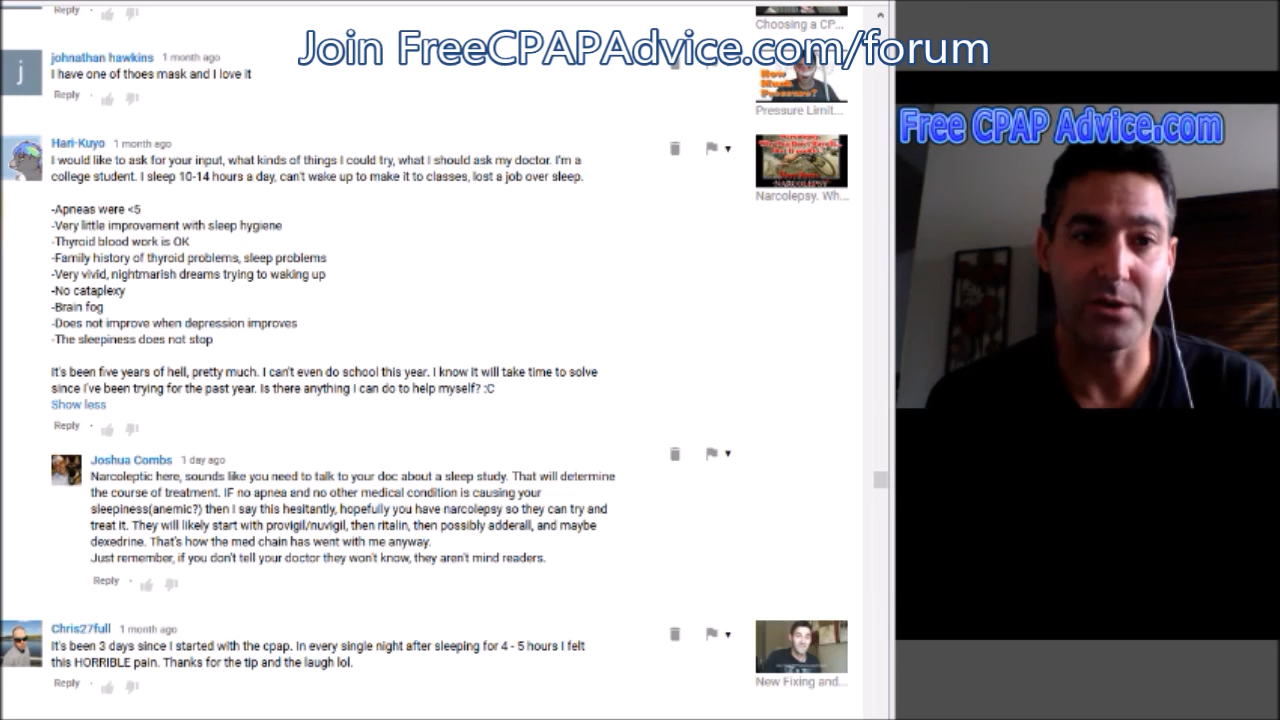 Reply
Choosing a CP...
Join FreeCPAPAdvice.com/forum
johnathan hawkins 1 month ago
j
I have one of thoes mask and I love it
Reply
How
Much
Pressure?
Pressure Limit...
Free CPAP Advice.com
Hari-Kuyo 1 month ago
I would like to ask for your input, what kinds of things I could try, what I should ask my doctor. I'm a
college student. I sleep 10-14 hours a day, can't wake up to make it to classes, lost a job over sleep.
-Apneas were <5
-Very little improvement with sleep hygiene
-Thyroid blood work is OK
-Family history of thyroid problems, sleep problems
-Very vivid, nightmarish dreams trying to waking up
-No cataplexy
-Brain fog
-Does not improve when depression improves
-The sleepiness does not stop
It's been five years of hell, pretty much. I can't even do school this year. I know it will take time to solve
since I've been trying for the past year. Is there anything I can do to help myself? :C
Show less
Reply
NARCOLEPSY
Narcolepsy. Wh...
Joshua Combs 1 day ago
Narcoleptic here, sounds like you need to talk to your doc about a sleep study. That will determine
the course of treatment. IF no apnea and no other medical condition is causing your
sleepiness(anemic?) then I say this hesitantly, hopefully you have narcolepsy so they can try and
treat it. They will likely start with provigil/nuvigil, then ritalin, then possibly adderall, and maybe
dexedrine. That's how the med chain has went with me anyway.
Just remember, if you don't tell your doctor they won't know, they aren't mind readers.
Reply
Chris27full 1 month ago
It's been 3 days since I started with the cpap. In every single night after sleeping for 4 - 5 hours I felt
this HORRIBLE pain. Thanks for the tip and the laugh lol.
Reply
New Fixing and...